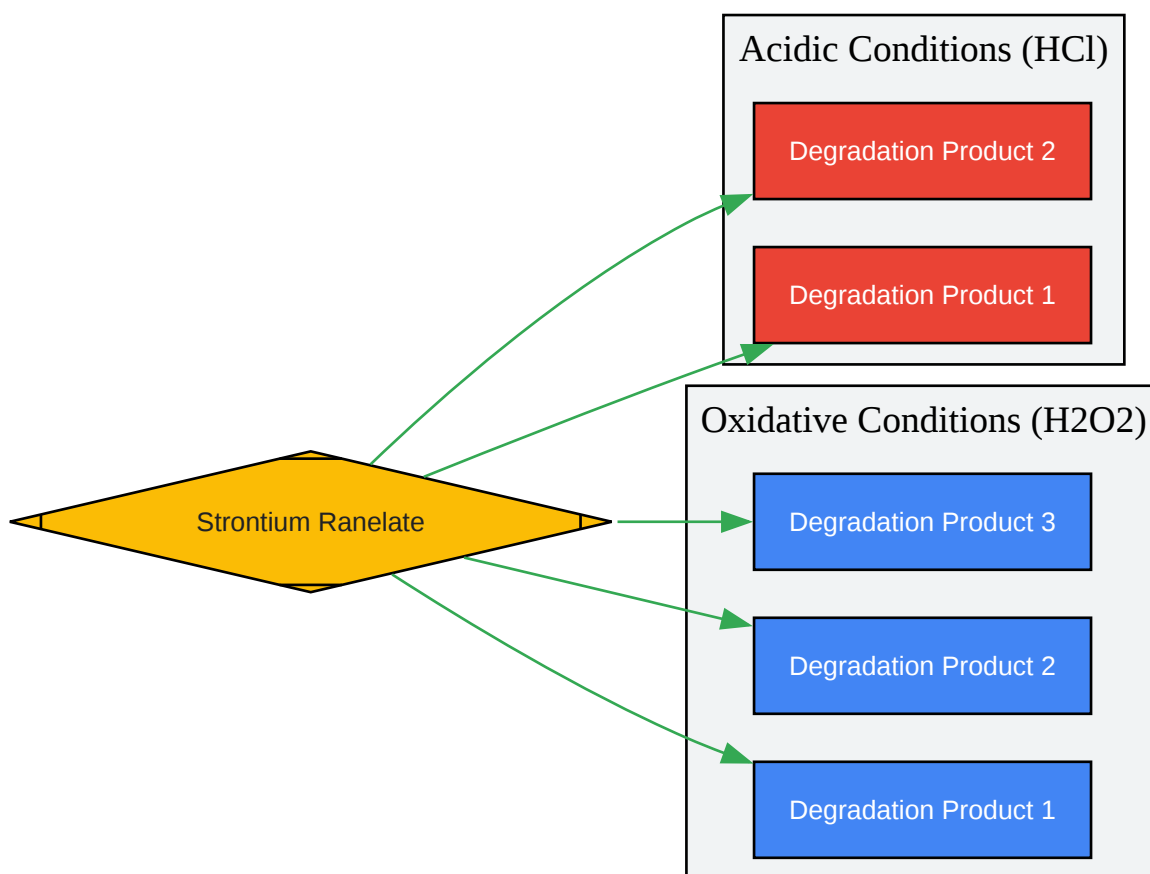 Acidic Conditions (HCl)
Degradation Product 2
Degradation Product 1
Oxidative Conditions (H2O2)
Strontium Ranelate
Degradation Product 3
Degradation Product 2
Degradation Product 1